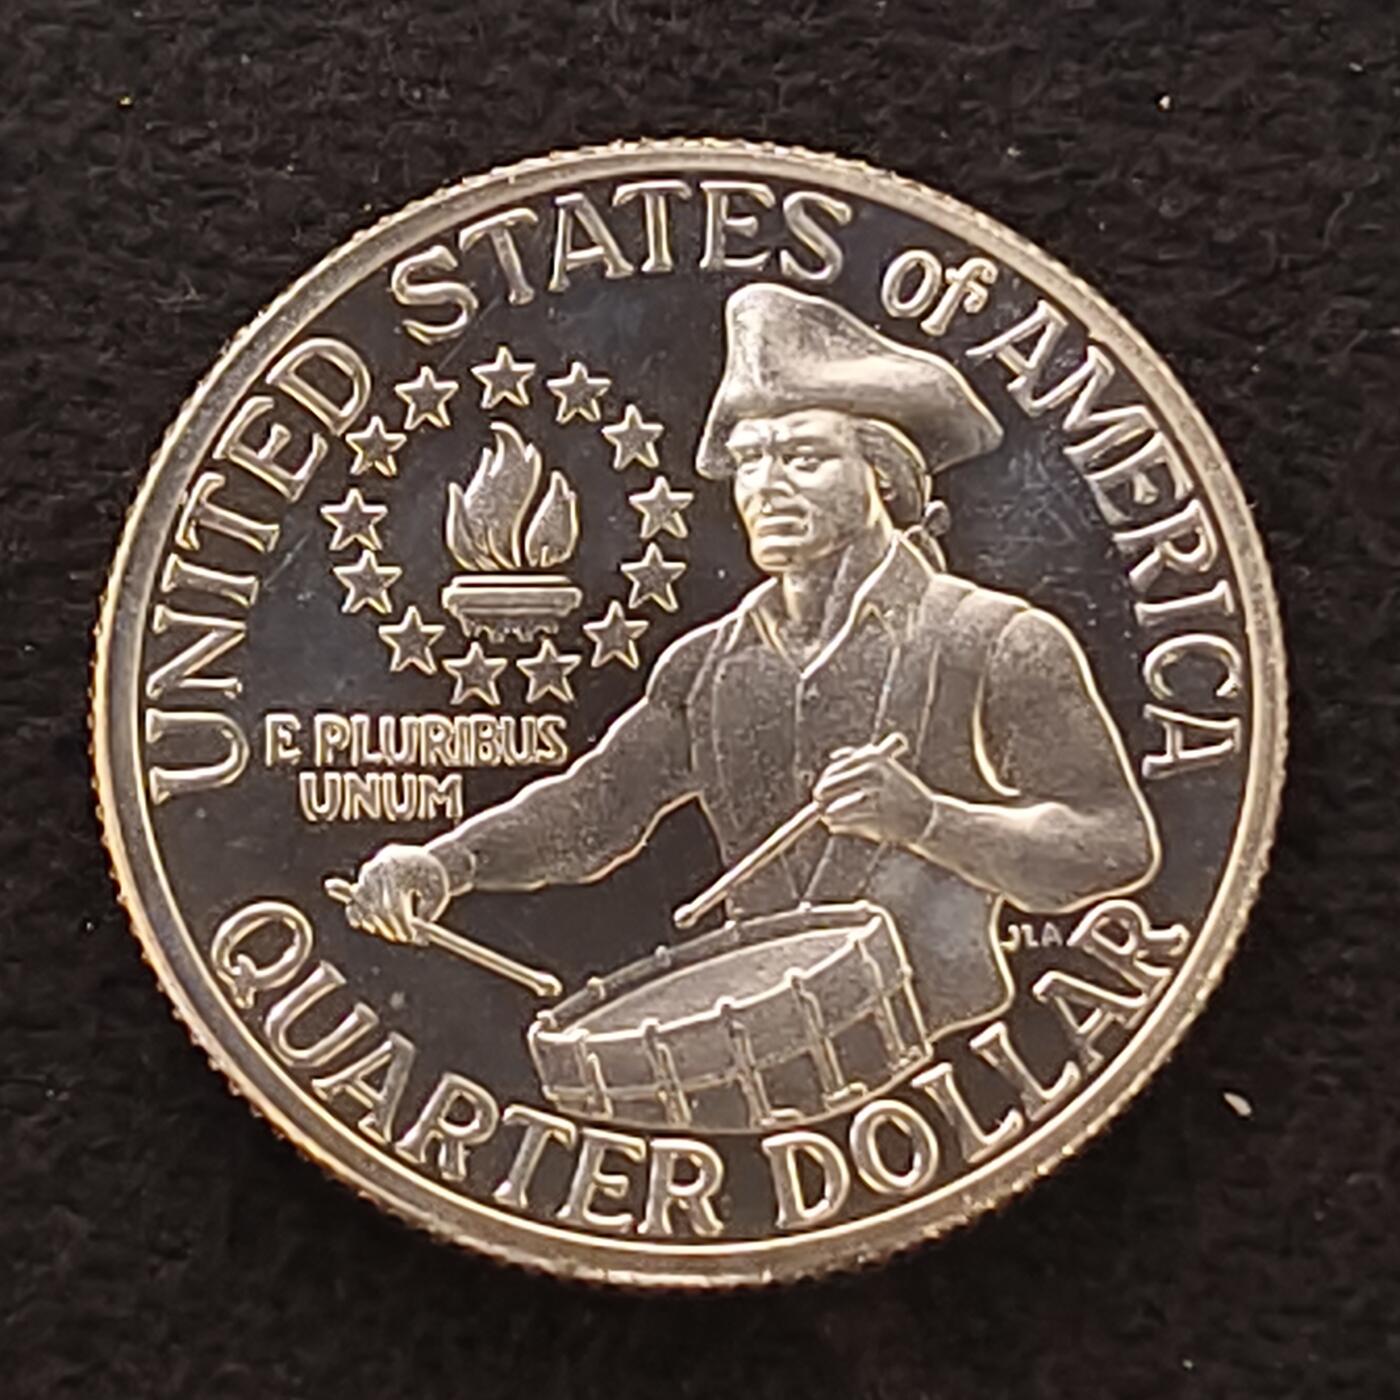 UNITED STATES of AMERICA
E PLURIBUS
UNUM
JLA
QUARTER DOLLAR